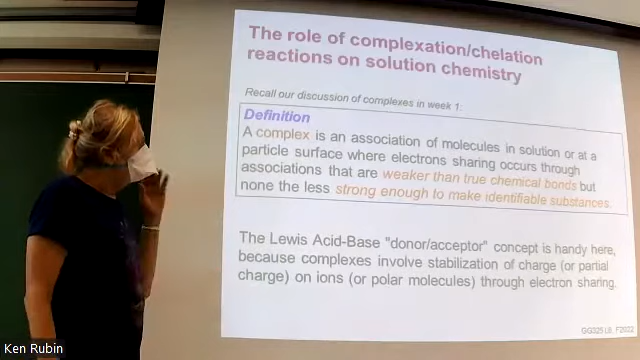 The role of complexation/chelation
reactions on solution chemistry
Recall our discussion of complexes in week 1:
Definition
A complex is an association of molecules in solution or at a
particle surface where electrons sharing occurs through
associations that are weaker than true chemical bonds but
none the less strong enough to make identifiable substances.
The Lewis Acid-Base "donor/acceptor" concept is handy here,
because complexes involve stabilization of charge (or partial
charge) on ions (or polar molecules) through electron sharing.
GG325 L8, F2022
Ken Rubin